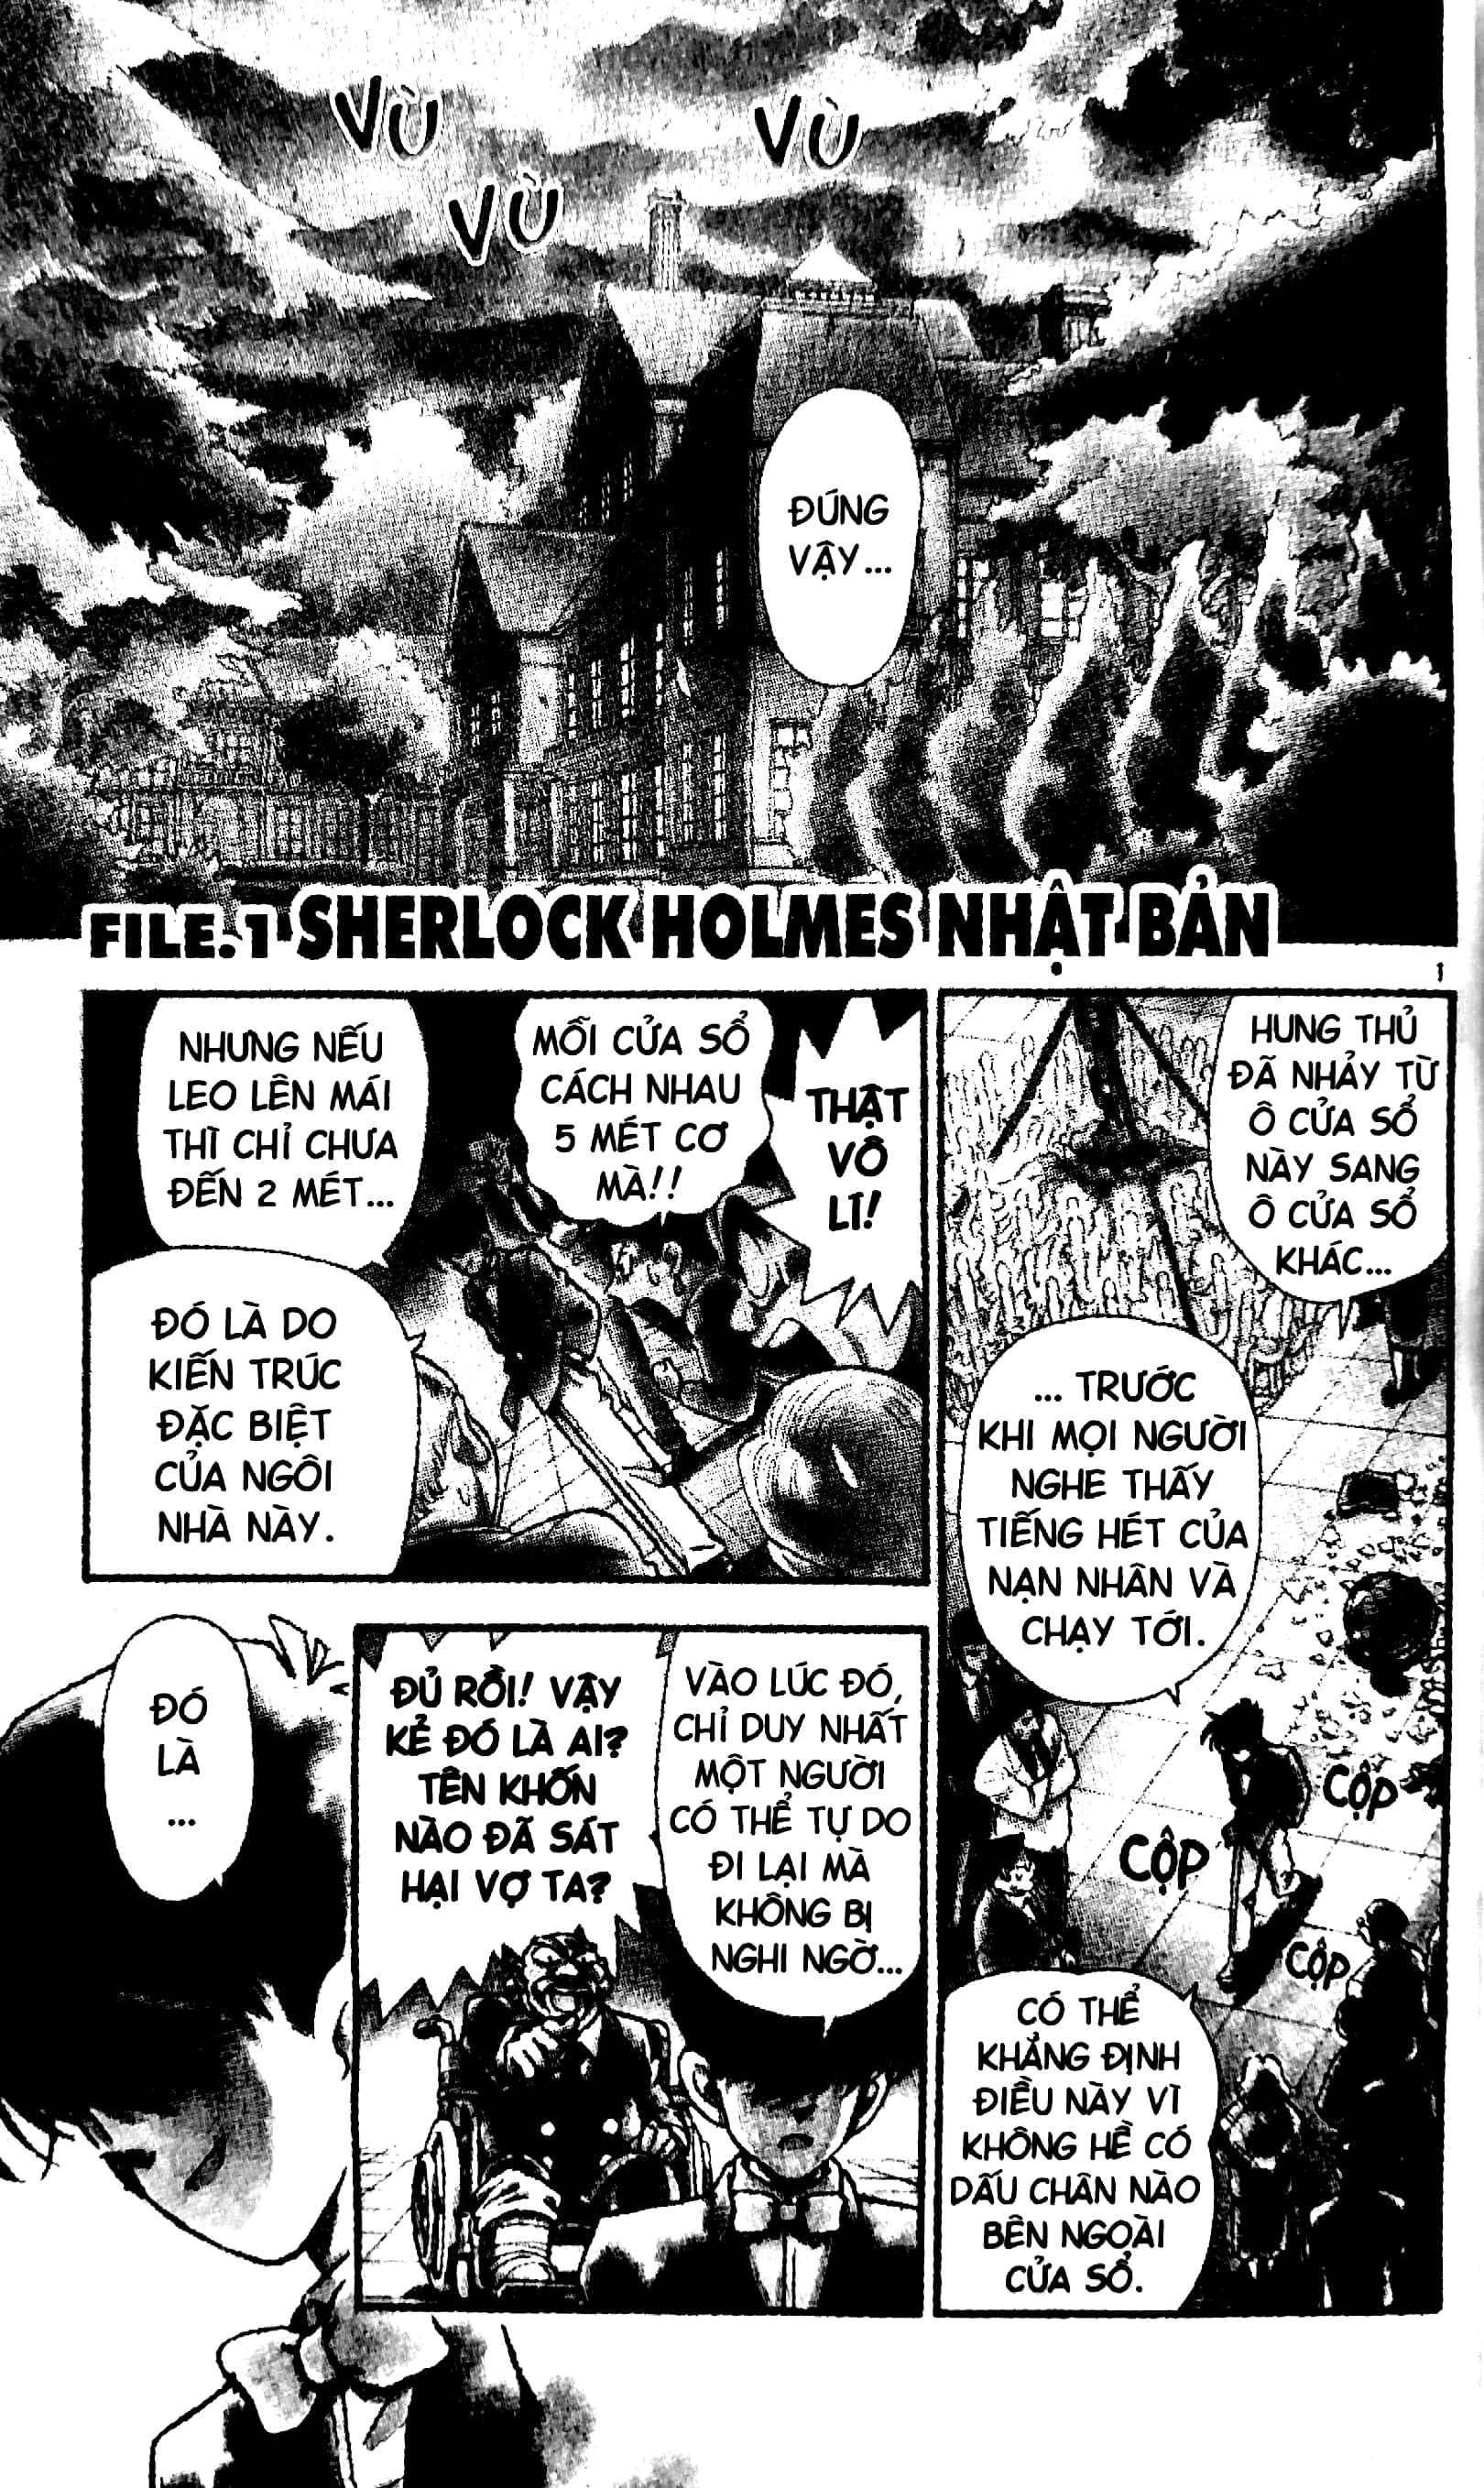 VÙ
VÙ
VÙ
ĐÚNG
VẬY...
FILE.1 SHERLOCK HOLMES NHẬT BẢN
1
HUNG THỦ
ĐÃ NHẢY TỪ
Ô CỬA SỔ
NÀY SANG
Ô CỬA SỔ
KHÁC...
... TRƯỚC
KHI MỌI NGƯỜI
NGHE THẤY
TIẾNG HÉT CỦA
NẠN NHÂN VÀ
CHẠY TỚI.
CỘP
CỘP
CỘP
CÓ THỂ
KHẲNG ĐỊNH
ĐIỀU NÀY VÌ
KHÔNG HỀ CÓ
DẤU CHÂN NÀO
BÊN NGOÀI
CỬA SỔ.
THẬT
VÔ
LÍ!
MỖI CỬA SỔ
CÁCH NHAU
5 MÉT CƠ
MÀ!!
NHƯNG NẾU
LEO LÊN MÁI
THÌ CHỈ CHƯA
ĐẾN 2 MÉT...
ĐÓ LÀ DO
KIẾN TRÚC
ĐẶC BIỆT
CỦA NGÔI
NHÀ NÀY.
VÀO LÚC ĐÓ,
CHỈ DUY NHẤT
MỘT NGƯỜI
CÓ THỂ TỰ DO
ĐI LẠI MÀ
KHÔNG BỊ
NGHI NGỜ...
ĐỦ RỒI! VẬY
KẺ ĐÓ LÀ AI?
TÊN KHỐN
NÀO ĐÃ SÁT
HẠI VỢ TA?
ĐÓ
LÀ
...